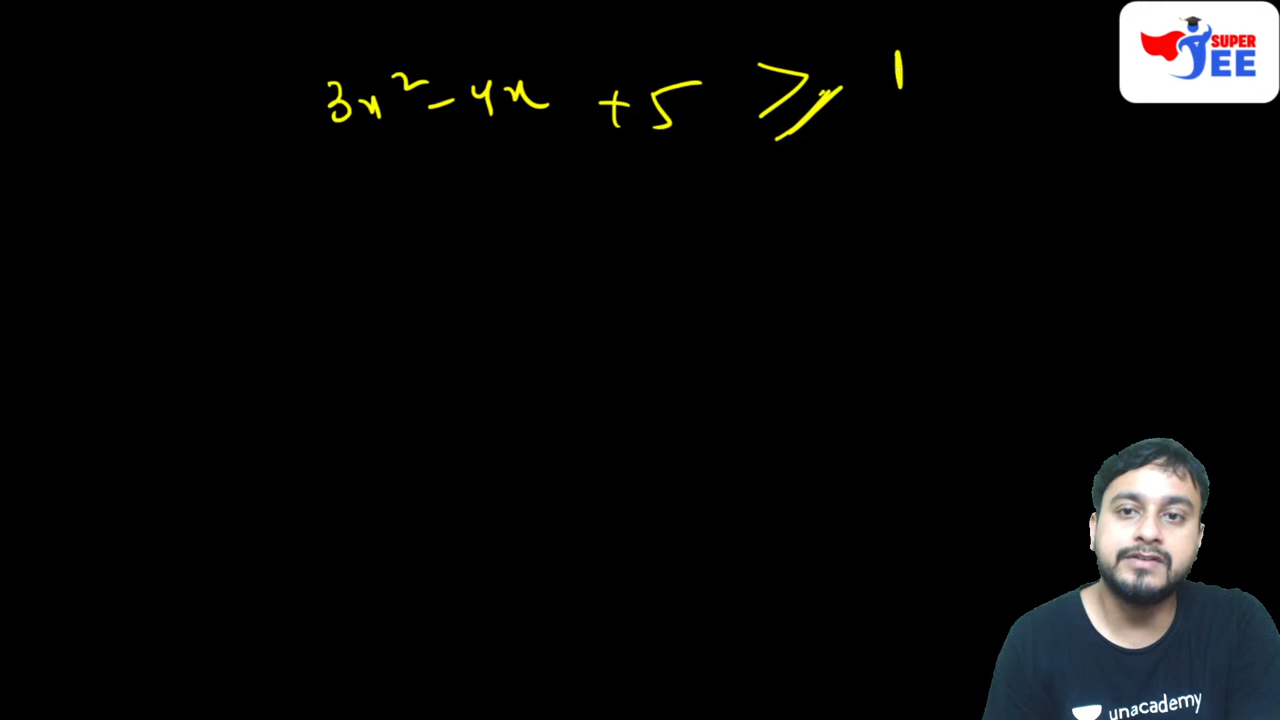 3x² - 4x + 5 ⩾ 1
SUPER
JEE
unacademy